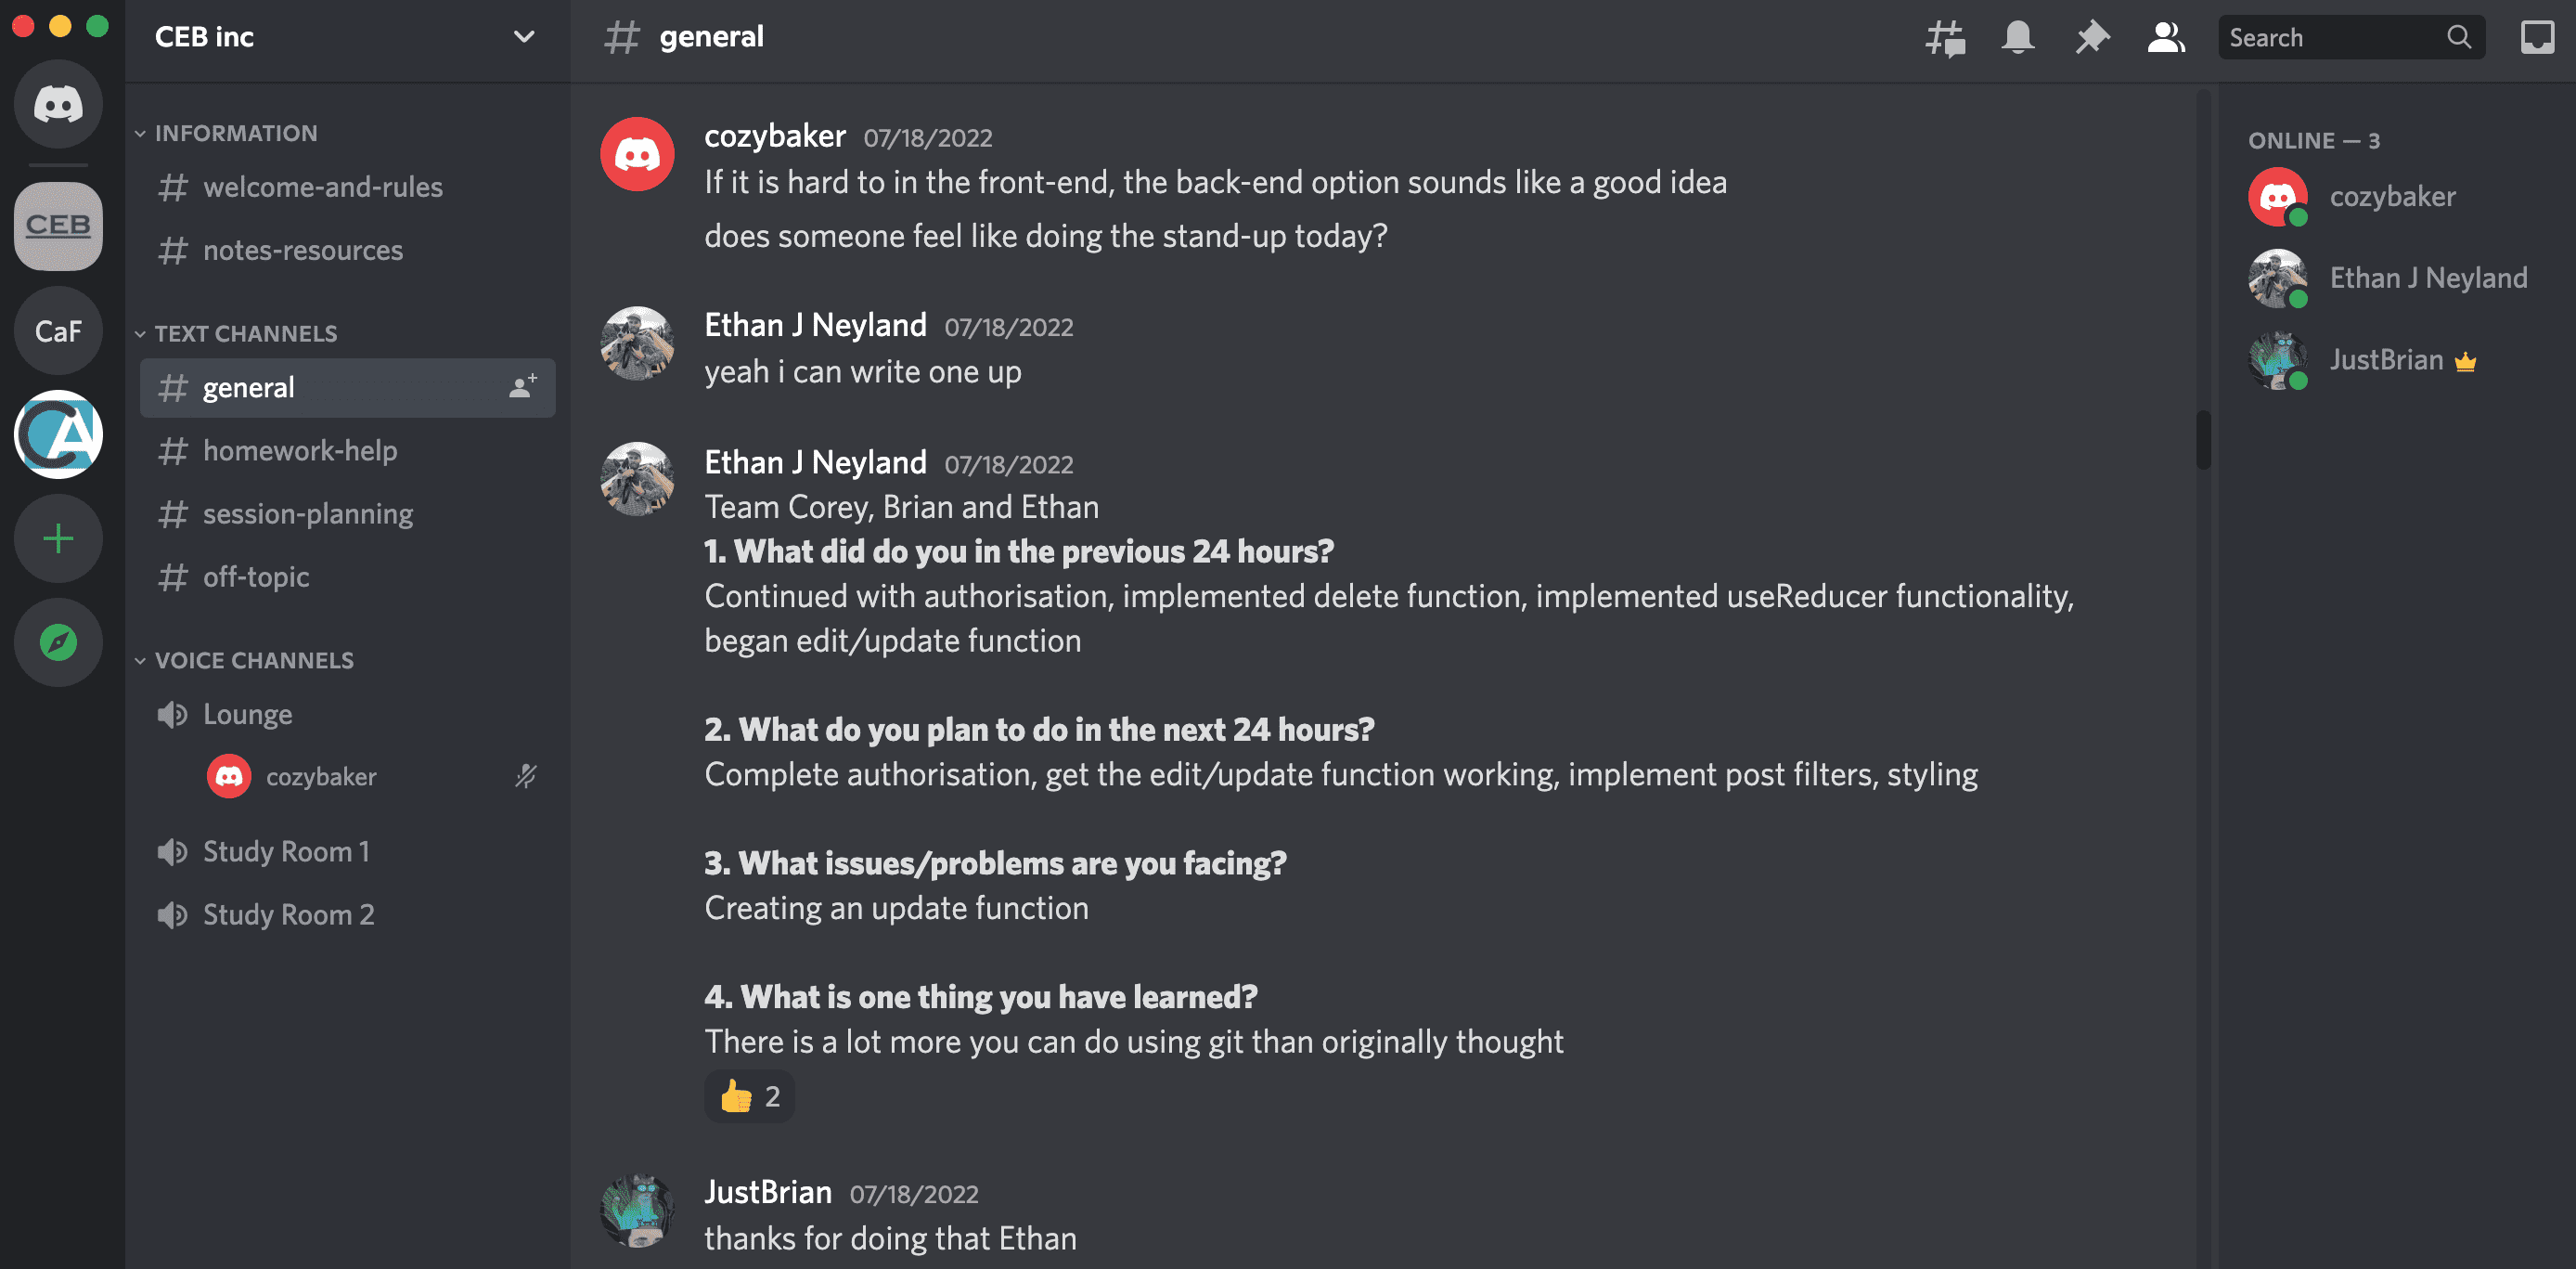 CEB inc
general
Search
CEB
CaF
CA
INFORMATION
welcome-and-rules
notes-resources
TEXT CHANNELS
general
homework-help
session-planning
off-topic
VOICE CHANNELS
Lounge
cozybaker
Study Room 1
Study Room 2
cozybaker 07/18/2022
If it is hard to in the front-end, the back-end option sounds like a good idea
does someone feel like doing the stand-up today?
Ethan J Neyland 07/18/2022
yeah i can write one up
Ethan J Neyland 07/18/2022
Team Corey, Brian and Ethan
1. What did do you in the previous 24 hours?
Continued with authorisation, implemented delete function, implemented useReducer functionality,
began edit/update function
2. What do you plan to do in the next 24 hours?
Complete authorisation, get the edit/update function working, implement post filters, styling
3. What issues/problems are you facing?
Creating an update function
4. What is one thing you have learned?
There is a lot more you can do using git than originally thought
👍 2
JustBrian 07/18/2022
thanks for doing that Ethan
ONLINE — 3
cozybaker
Ethan J Neyland
JustBrian